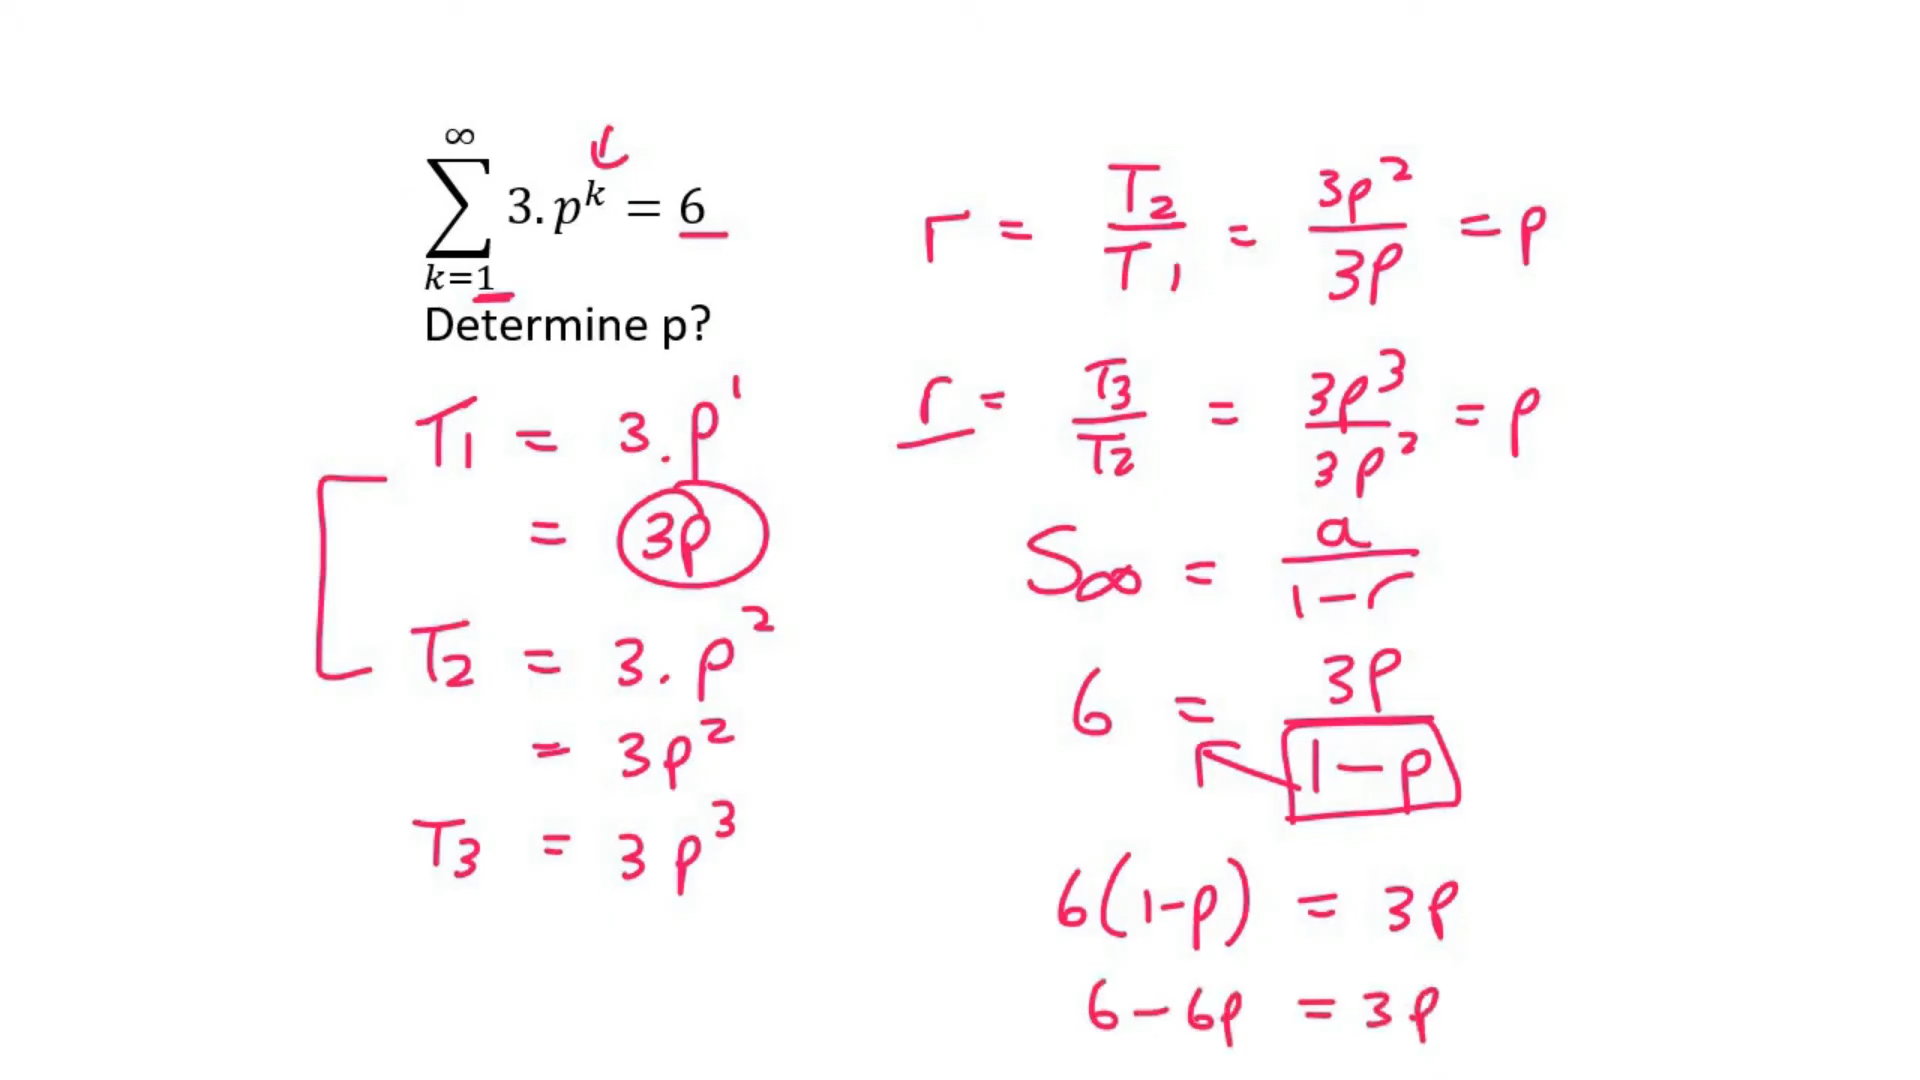 ∞
∑ 3.p^k = 6
k=1
Determine p?
T₁ = 3.p¹
= 3p
T₂ = 3.p²
= 3p²
T₃ = 3p³
r = T₂/T₁ = 3p²/3p = p
r = T₃/T₂ = 3p³/3p² = p
S∞ = a/1-r
6 = 3p/1-p
6(1-p) = 3p
6-6p = 3p